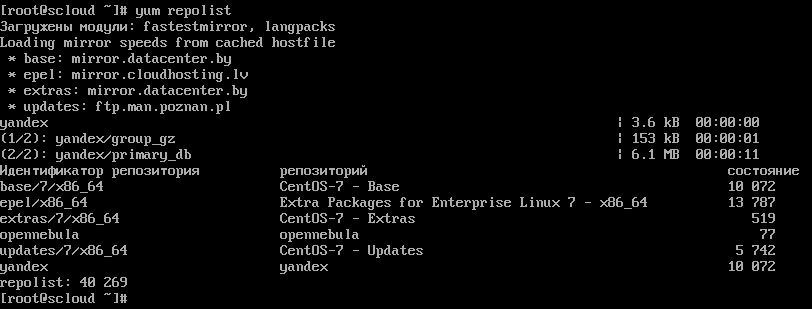 [root@scloud ~]# yum repolist
Загружены модули: fastestmirror, langpacks
Loading mirror speeds from cached hostfile
* base: mirror.datacenter.by
* epel: mirror.cloudhosting.lv
* extras: mirror.datacenter.by
* updates: ftp.man.poznan.pl
yandex | 3.6 kB 00:00:00
(1/2): yandex/group_gz | 153 kB 00:00:01
(2/2): yandex/primary_db | 6.1 MB 00:00:11
Идентификатор репозитория репозиторий состояние
base/7/x86_64 CentOS-7 - Base 10 072
epel/x86_64 Extra Packages for Enterprise Linux 7 - x86_64 13 787
extras/7/x86_64 CentOS-7 - Extras 519
opennebula opennebula 77
updates/7/x86_64 CentOS-7 - Updates 5 742
yandex yandex 10 072
repolist: 40 269
[root@scloud ~]#